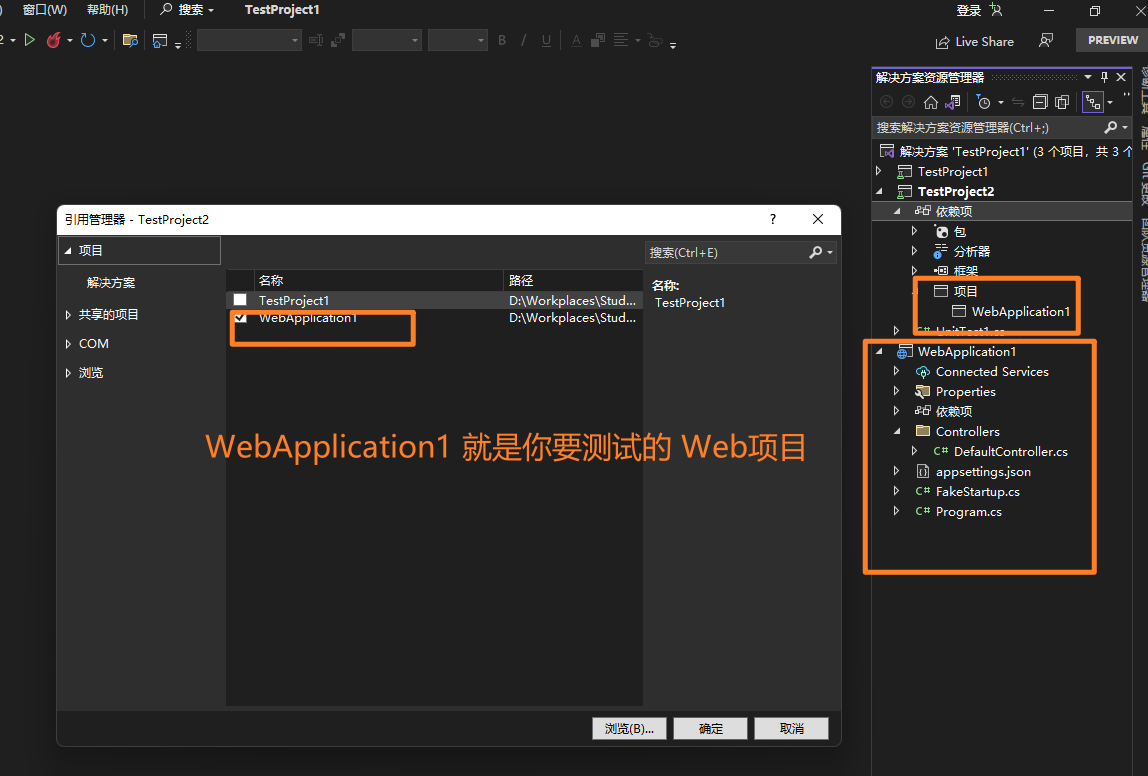 窗口(W) 帮助(H) 搜索 TestProject1 登录
Live Share PREVIEW
解决方案资源管理器
搜索解决方案资源管理器(Ctrl+;)
解决方案 'TestProject1' (3 个项目，共 3 个
TestProject1
TestProject2
依赖项
包
分析器
框架
项目
WebApplication1
C# UnitTest1.cs
WebApplication1
Connected Services
Properties
依赖项
Controllers
C# DefaultController.cs
appsettings.json
C# FakeStartup.cs
C# Program.cs
引用管理器 - TestProject2 ?
项目
解决方案
共享的项目
COM
浏览
搜索(Ctrl+E)
名称 路径
TestProject1 D:\Workplaces\Stud...
WebApplication1 D:\Workplaces\Stud...
名称:
TestProject1
WebApplication1 就是你要测试的 Web项目
浏览(B)... 确定 取消